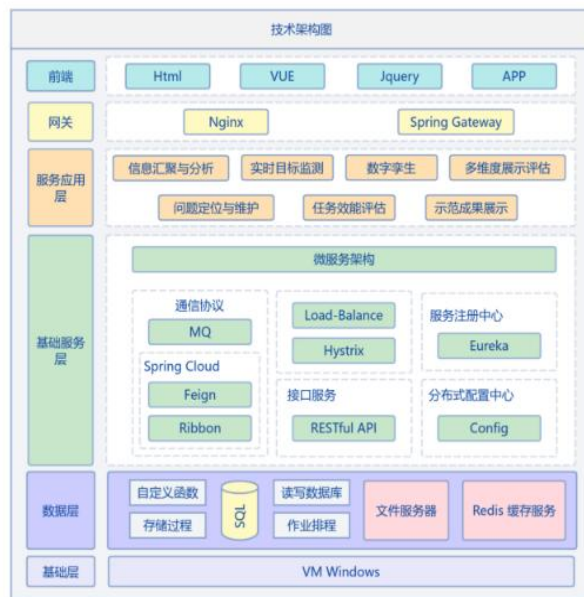 技术架构图
前端
Html
VUE
Jquery
APP
网关
Nginx
Spring Gateway
服务应用
层
信息汇聚与分析
实时目标监测
数字孪生
多维度展示评估
问题定位与维护
任务效能评估
示范成果展示
基础服务
层
微服务架构
通信协议
MQ
Spring Cloud
Feign
Ribbon
Load-Balance
Hystrix
接口服务
RESTful API
服务注册中心
Eureka
分布式配置中心
Config
数据层
自定义函数
存储过程
SQL
读写数据库
作业排程
文件服务器
Redis 缓存服务
基础层
VM Windows